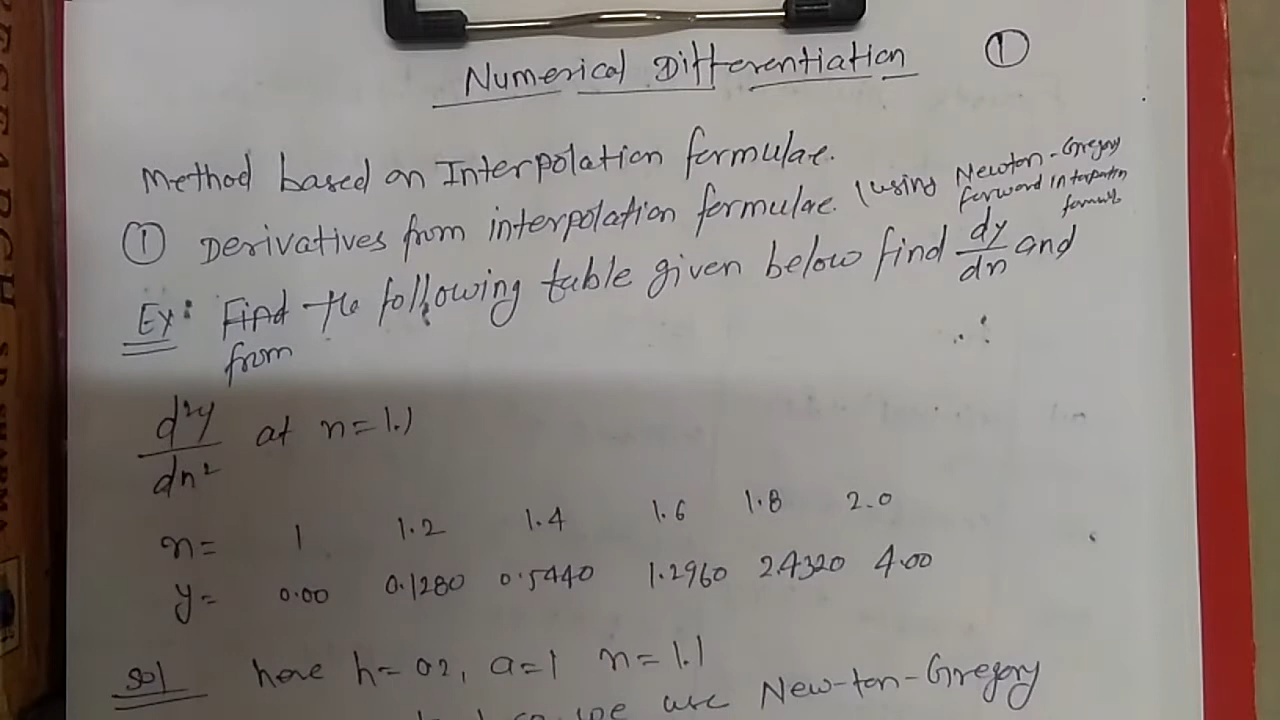 Numerical Differentiation ①
Method based on Interpolation formulae.
① Derivatives from interpolation formulae. (using Newton-Gregory
forward interpolation
formula
Ex: Find the following table given below find dy/dn and
from
d²y/dn² at n=1.1
n= 1 1.2 1.4 1.6 1.8 2.0
y= 0.00 0.1280 0.5440 1.2960 2.4320 4.00
Sol here h=0.2, a=1 n=1.1
we use New-ton-Gregory